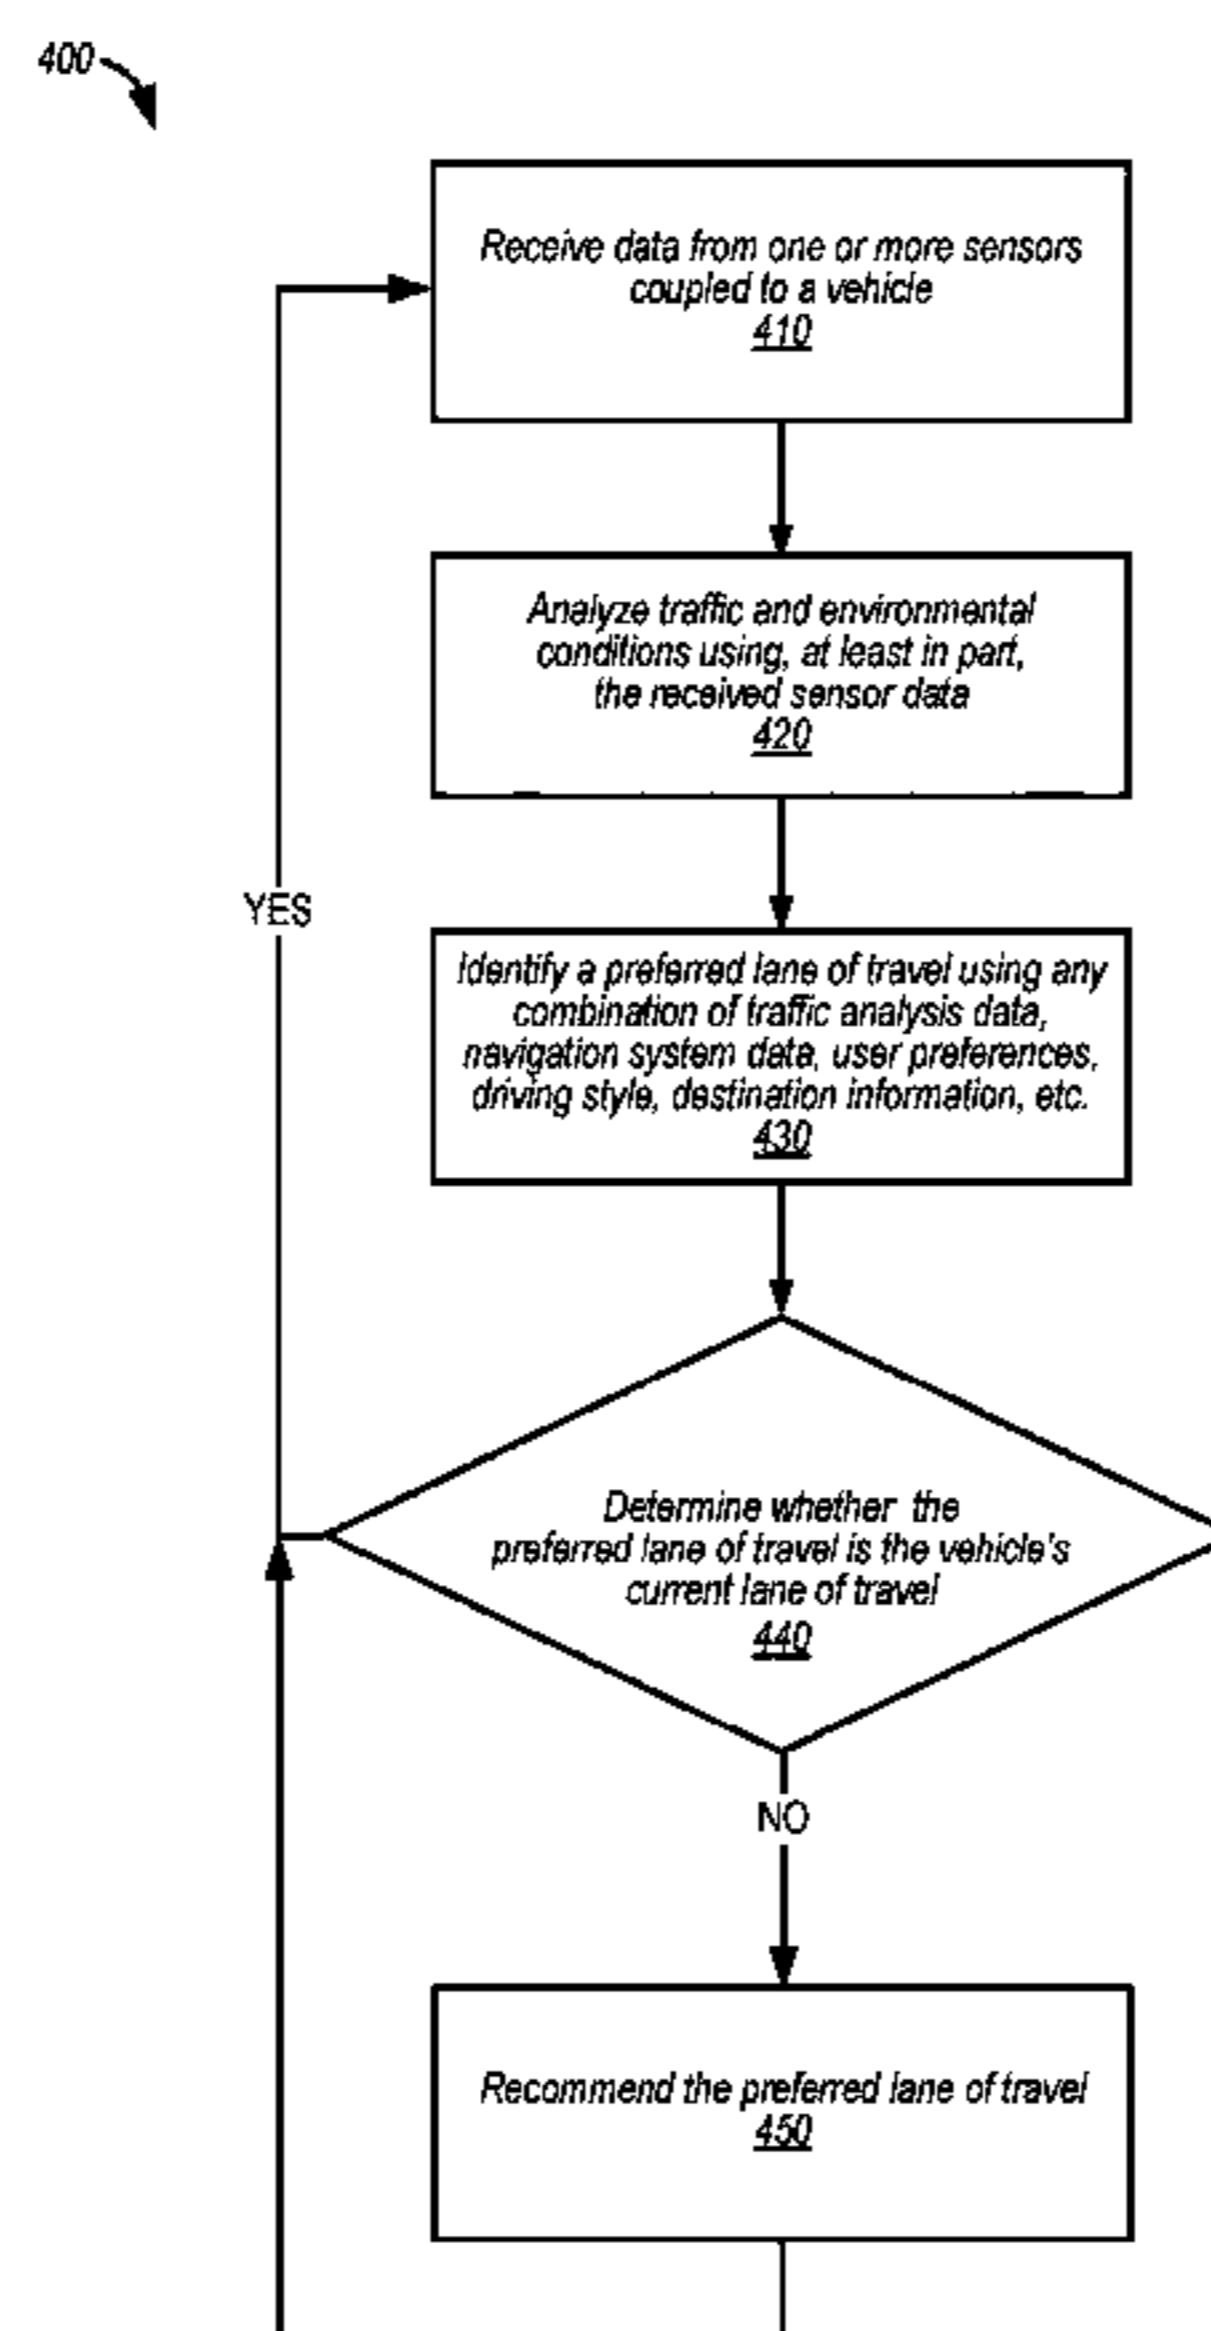 400
Receive data from one or more sensors
coupled to a vehicle
410
Analyze traffic and environmental
conditions using, at least in part,
the received sensor data
420
YES
Identify a preferred lane of travel using any
combination of traffic analysis data,
navigation system data, user preferences,
driving style, destination information, etc.
430
Determine whether the
preferred lane of travel is the vehicle's
current lane of travel
440
NO
Recommend the preferred lane of travel
450